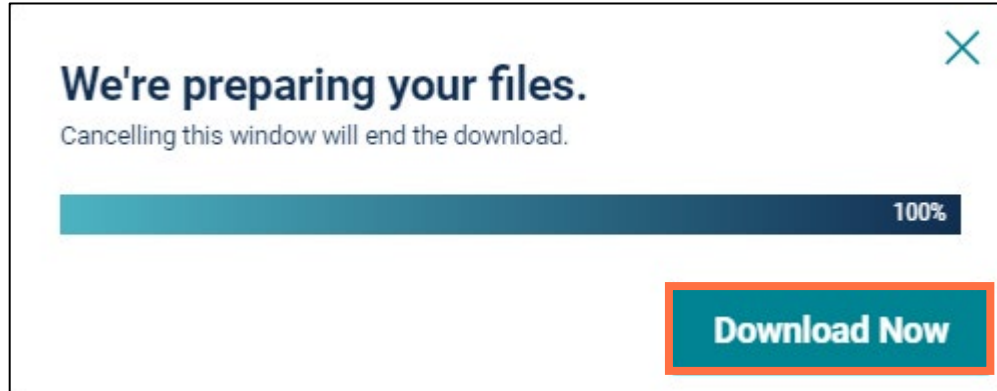 We're preparing your files.
Cancelling this window will end the download.
100%
Download Now